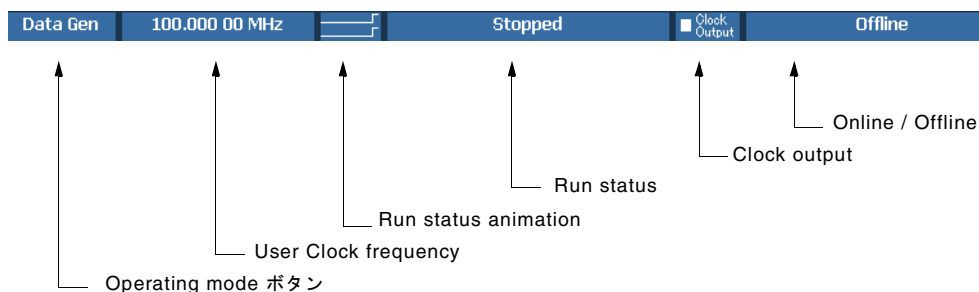 Data Gen 100.000 00 MHz Stopped Clock Output Offline
Online / Offline
Clock output
Run status
Run status animation
User Clock frequency
Operating mode ボタン